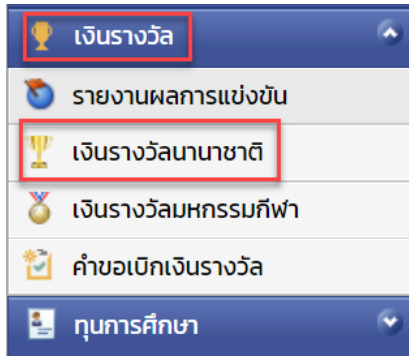 เงินรางวัล
รายงานผลการแข่งขัน
เงินรางวัลนานาชาติ
เงินรางวัลมหกรรมกีฬา
คำขอเบิกเงินรางวัล
ทุนการศึกษา